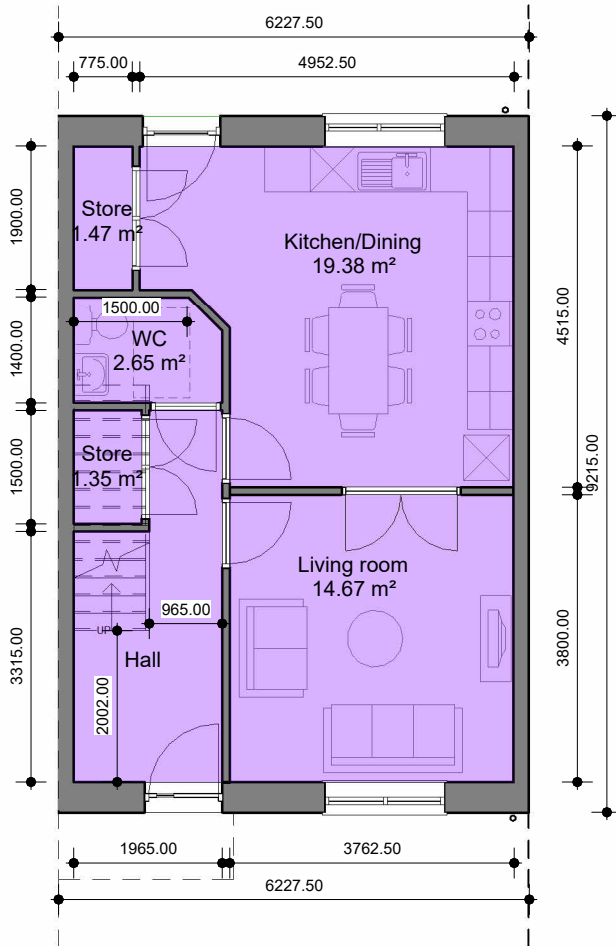 6227.50
775.00
4952.50
1900.00
Store
1.47 m²
Kitchen/Dining
19.38 m²
4515.00
1500.00
WC
2.65 m²
1400.00
Store
1.35 m²
1500.00
9215.00
Living room
14.67 m²
965.00
UP
Hall
3315.00
2002.00
3800.00
1965.00
3762.50
6227.50